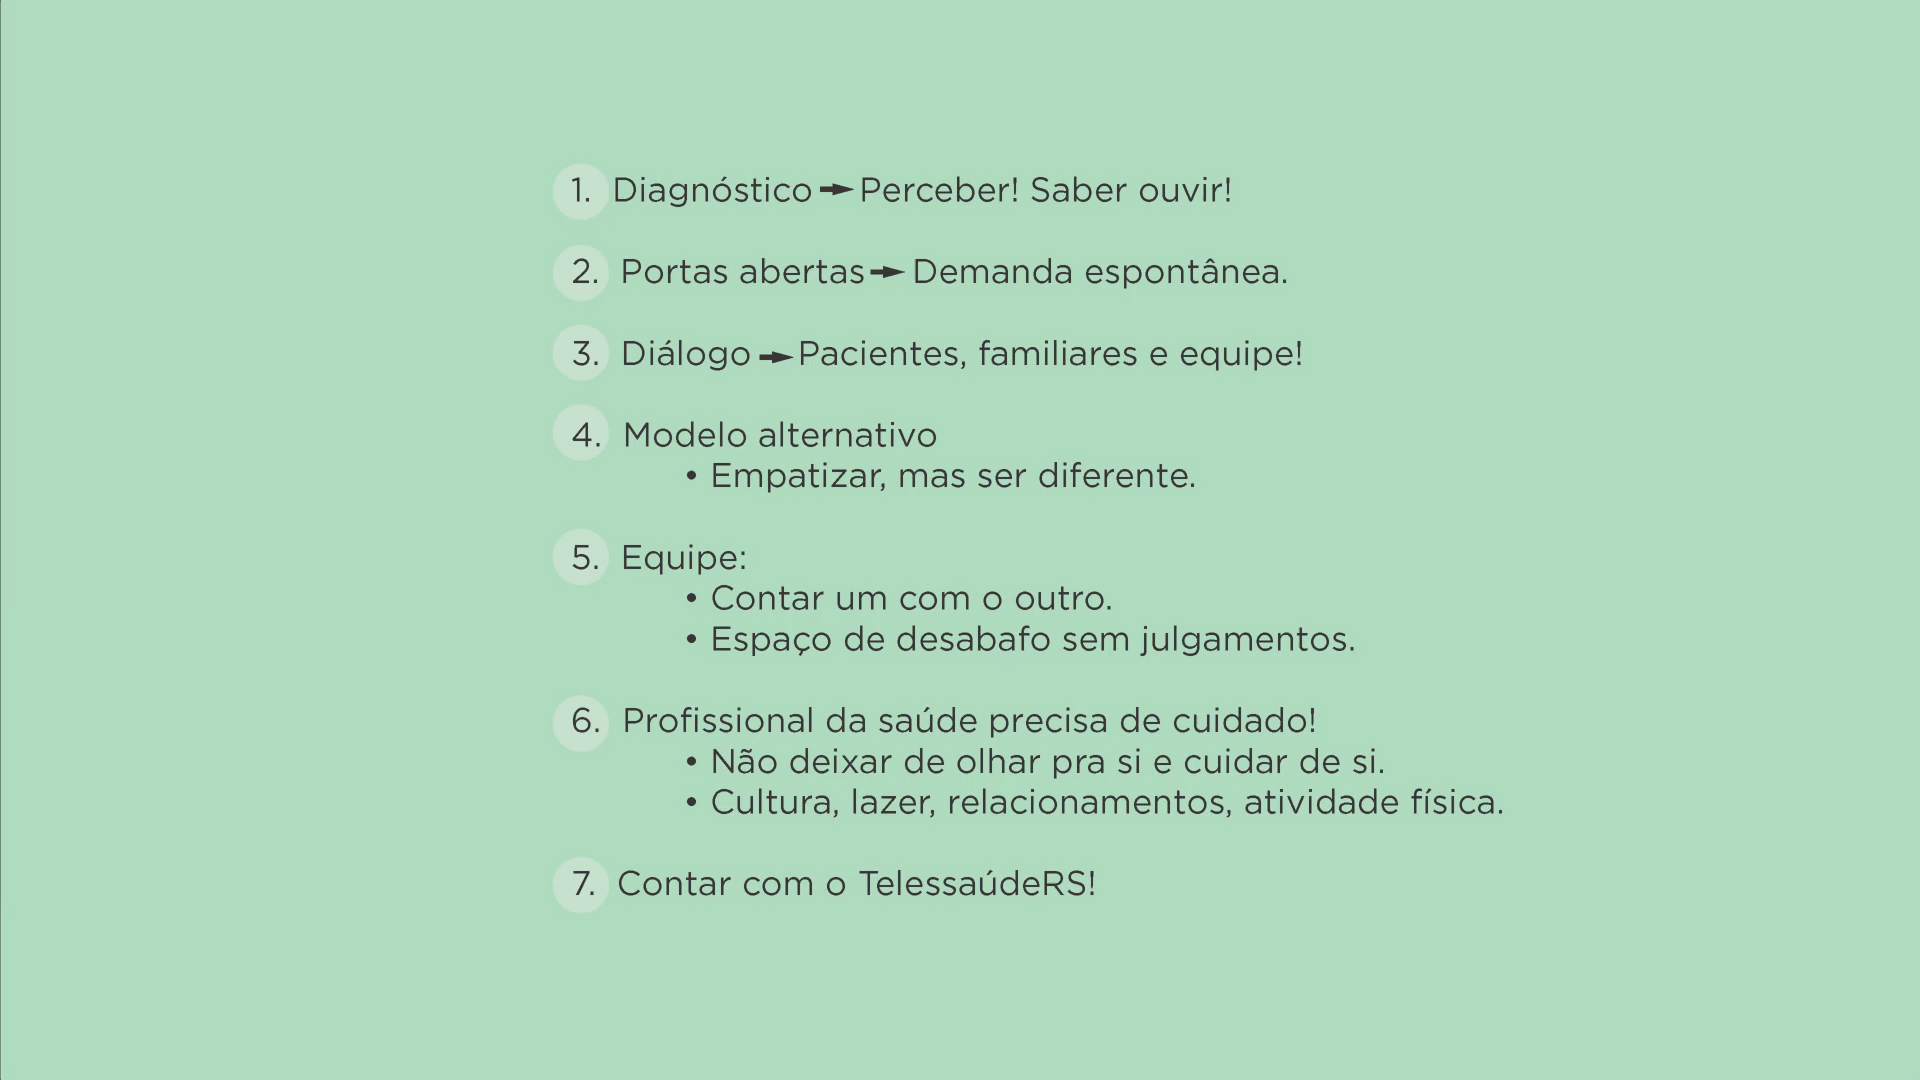 1. Diagnóstico → Perceber! Saber ouvir!
2. Portas abertas → Demanda espontânea.
3. Diálogo → Pacientes, familiares e equipe!
4. Modelo alternativo
• Empatizar, mas ser diferente.
5. Equipe:
• Contar um com o outro.
• Espaço de desabafo sem julgamentos.
6. Profissional da saúde precisa de cuidado!
• Não deixar de olhar pra si e cuidar de si.
• Cultura, lazer, relacionamentos, atividade física.
7. Contar com o TelessaúdeRS!